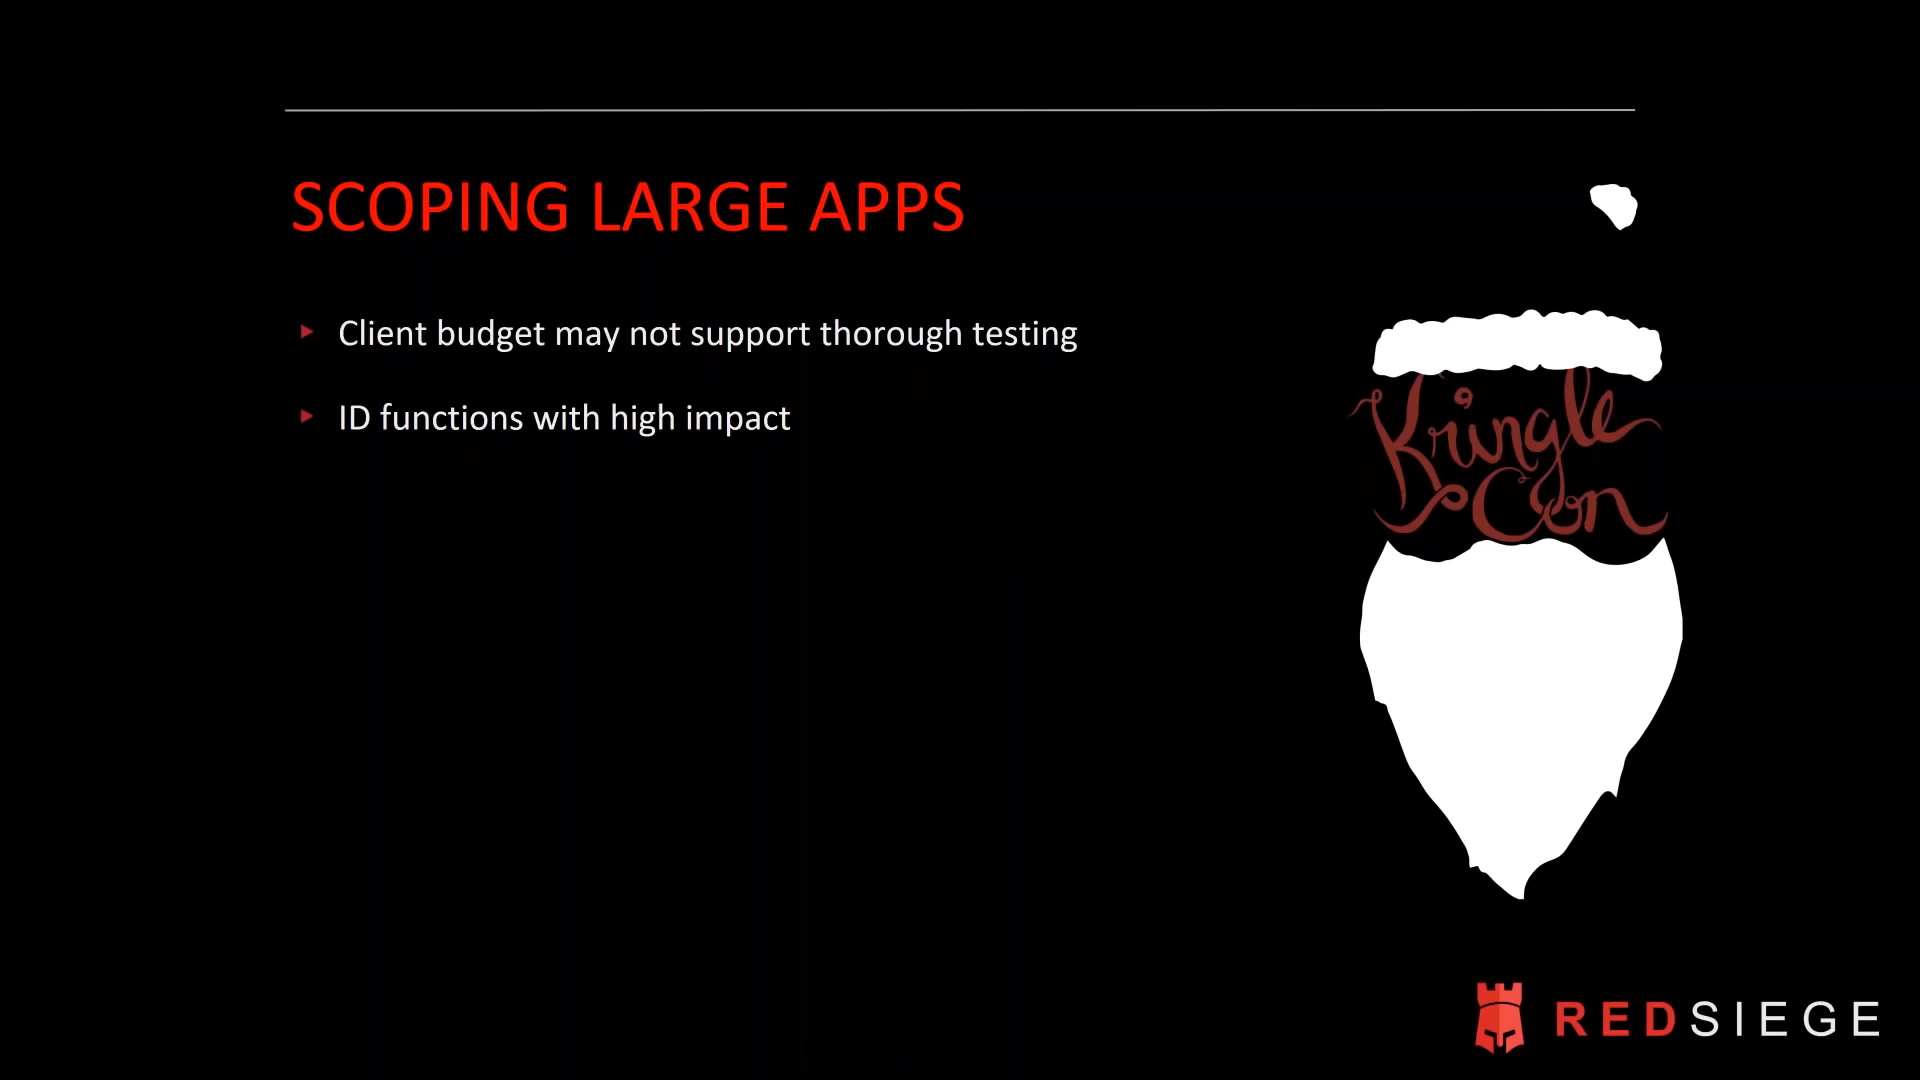 SCOPING LARGE APPS
Client budget may not support thorough testing
ID functions with high impact
Kringle
Con
REDSIEGE